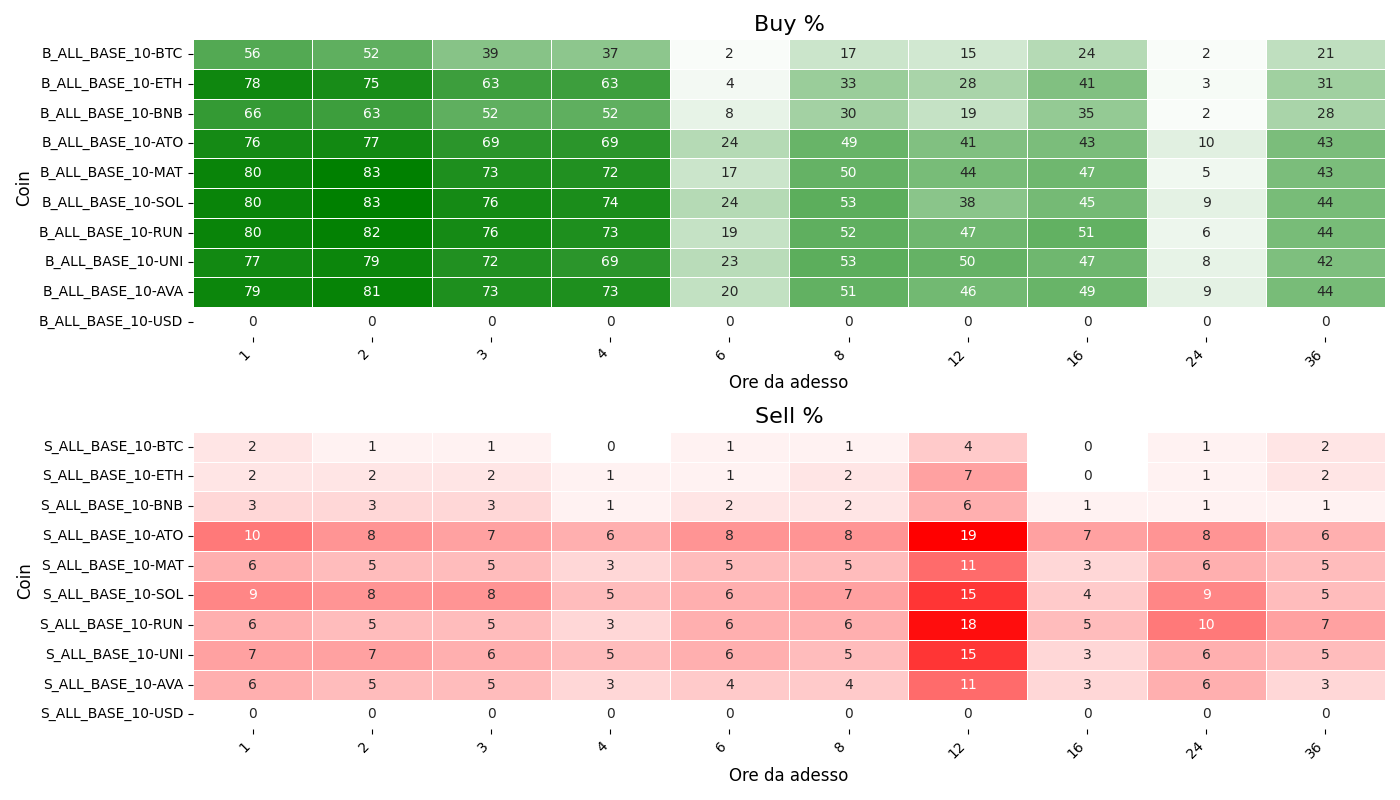 Buy %
B_ALL_BASE_10-BTC 56 52 39 37 2 17 15 24 2 21
B_ALL_BASE_10-ETH 78 75 63 63 4 33 28 41 3 31
B_ALL_BASE_10-BNB 66 63 52 52 8 30 19 35 2 28
B_ALL_BASE_10-ATO 76 77 69 69 24 49 41 43 10 43
B_ALL_BASE_10-MAT 80 83 73 72 17 50 44 47 5 43
B_ALL_BASE_10-SOL 80 83 76 74 24 53 38 45 9 44
B_ALL_BASE_10-RUN 80 82 76 73 19 52 47 51 6 44
B_ALL_BASE_10-UNI 77 79 72 69 23 53 50 47 8 42
B_ALL_BASE_10-AVA 79 81 73 73 20 51 46 49 9 44
B_ALL_BASE_10-USD 0 0 0 0 0 0 0 0 0 0
Coin
1 2 3 4 6 8 12 16 24 36
Ore da adesso
Sell %
S_ALL_BASE_10-BTC 2 1 1 0 1 1 4 0 1 2
S_ALL_BASE_10-ETH 2 2 2 1 1 2 7 0 1 2
S_ALL_BASE_10-BNB 3 3 3 1 2 2 6 1 1 1
S_ALL_BASE_10-ATO 10 8 7 6 8 8 19 7 8 6
S_ALL_BASE_10-MAT 6 5 5 3 5 5 11 3 6 5
S_ALL_BASE_10-SOL 9 8 8 5 6 7 15 4 9 5
S_ALL_BASE_10-RUN 6 5 5 3 6 6 18 5 10 7
S_ALL_BASE_10-UNI 7 7 6 5 6 5 15 3 6 5
S_ALL_BASE_10-AVA 6 5 5 3 4 4 11 3 6 3
S_ALL_BASE_10-USD 0 0 0 0 0 0 0 0 0 0
Coin
1 2 3 4 6 8 12 16 24 36
Ore da adesso